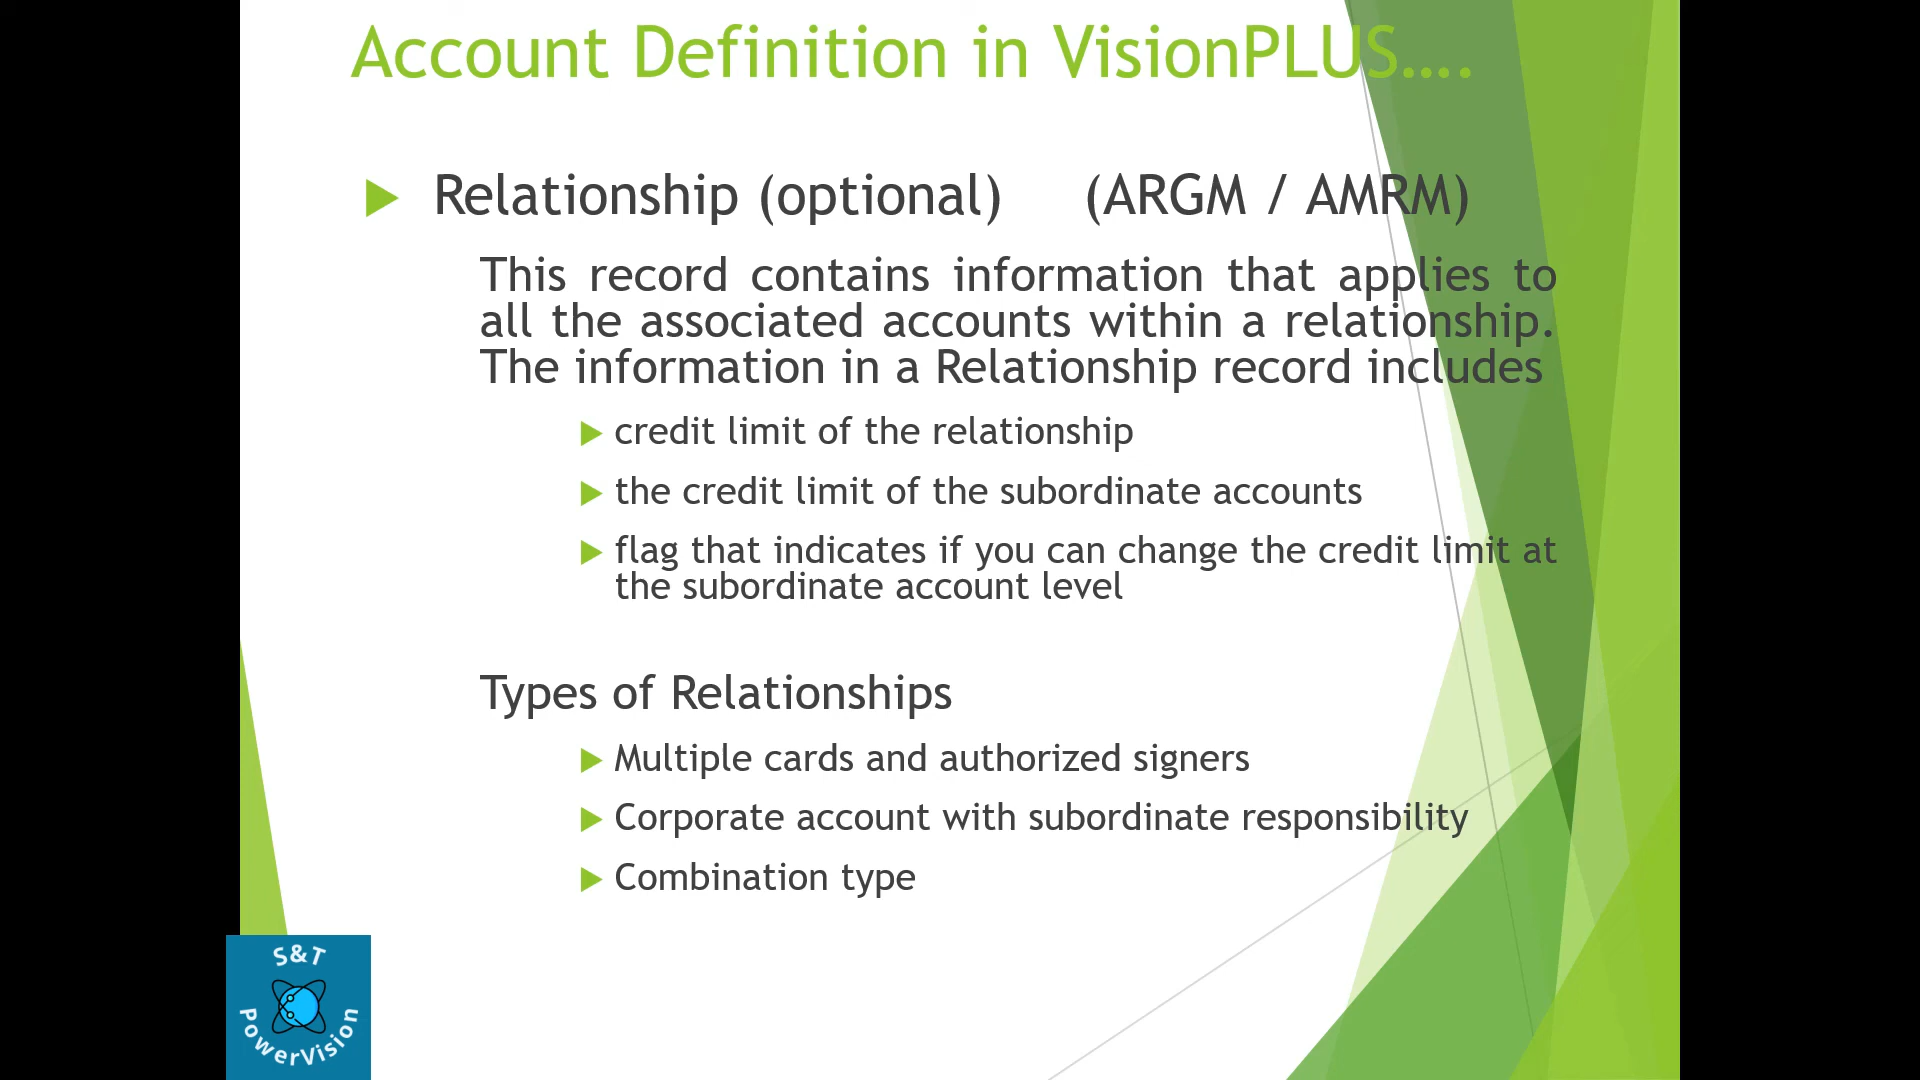 Account Definition in VisionPLUS….
Relationship (optional) (ARGM / AMRM)
This record contains information that applies to
all the associated accounts within a relationship.
The information in a Relationship record includes
credit limit of the relationship
the credit limit of the subordinate accounts
flag that indicates if you can change the credit limit at
the subordinate account level
Types of Relationships
Multiple cards and authorized signers
Corporate account with subordinate responsibility
Combination type
S&T
PowerVision